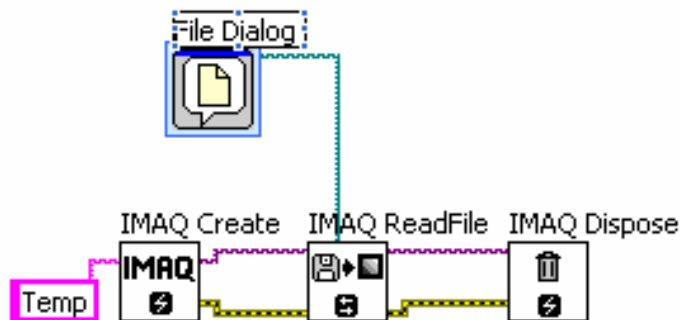 File Dialog
IMAQ Create
IMAQ ReadFile
IMAQ Dispose
IMAQ
Temp